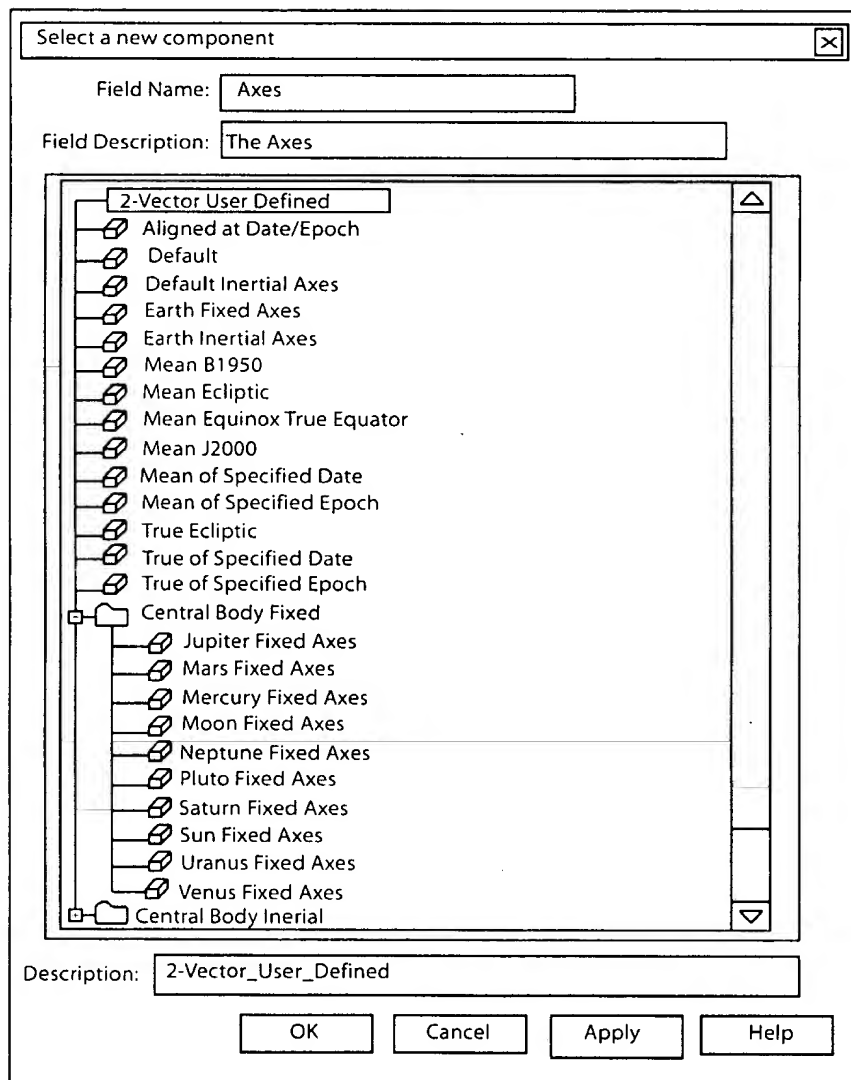 Select a new component
Field Name: Axes
Field Description: The Axes
2-Vector User Defined
Aligned at Date/Epoch
Default
Default Inertial Axes
Earth Fixed Axes
Earth Inertial Axes
Mean B1950
Mean Ecliptic
Mean Equinox True Equator
Mean J2000
Mean of Specified Date
Mean of Specified Epoch
True Ecliptic
True of Specified Date
True of Specified Epoch
Central Body Fixed
Jupiter Fixed Axes
Mars Fixed Axes
Mercury Fixed Axes
Moon Fixed Axes
Neptune Fixed Axes
Pluto Fixed Axes
Saturn Fixed Axes
Sun Fixed Axes
Uranus Fixed Axes
Venus Fixed Axes
Central Body Inerial
Description: 2-Vector_User_Defined
OK Cancel Apply Help